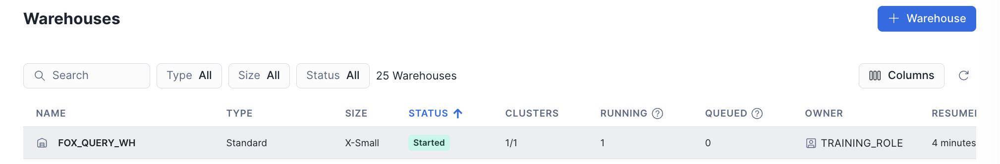 Warehouses
+ Warehouse
Search Type All Size All Status All 25 Warehouses Columns
NAME TYPE SIZE STATUS CLUSTERS RUNNING QUEUED OWNER RESUME
FOX_QUERY_WH Standard X-Small Started 1/1 1 0 TRAINING_ROLE 4 minutes